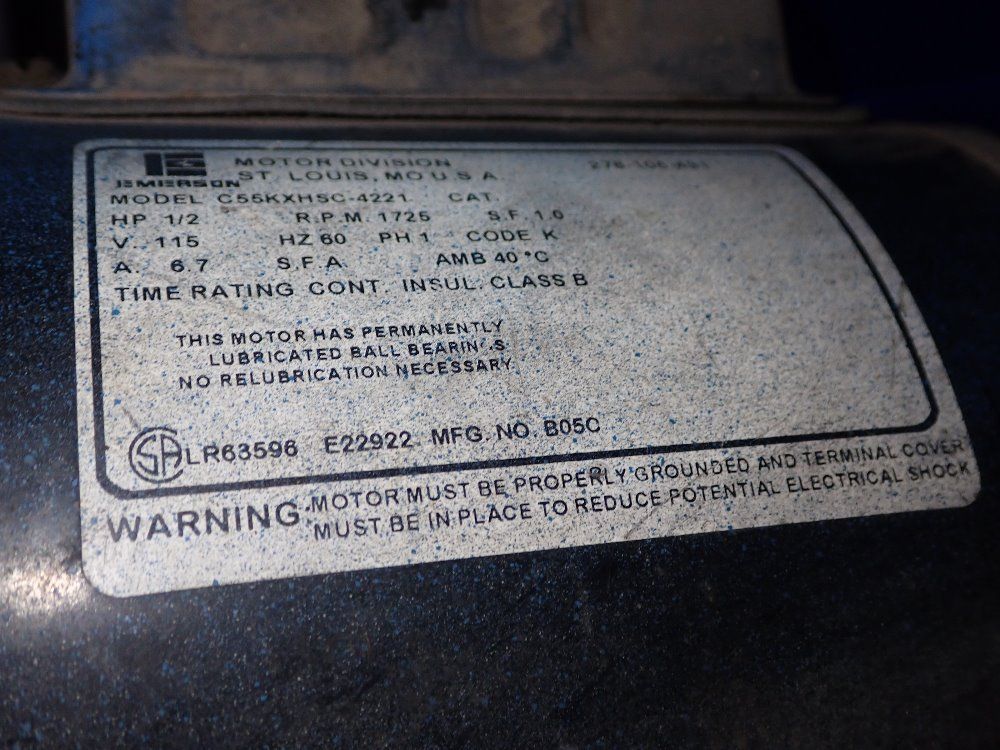 EMERSON
MOTOR DIVISION
ST. LOUIS, MO U.S.A.
MODEL C55KXHSC-4221 CAT.
HP 1/2 R.P.M. 1725 S.F. 1.0
V. 115 HZ 60 PH 1 CODE K
A. 6.7 S.F.A. AMB 40 °C
TIME RATING CONT. INSUL. CLASS B
THIS MOTOR HAS PERMANENTLY
LUBRICATED BALL BEARINGS.
NO RELUBRICATION NECESSARY.
SA LR63596 E22922 MFG. NO. B05C
WARNING: MOTOR MUST BE PROPERLY GROUNDED AND TERMINAL COVER
MUST BE IN PLACE TO REDUCE POTENTIAL ELECTRICAL SHOCK